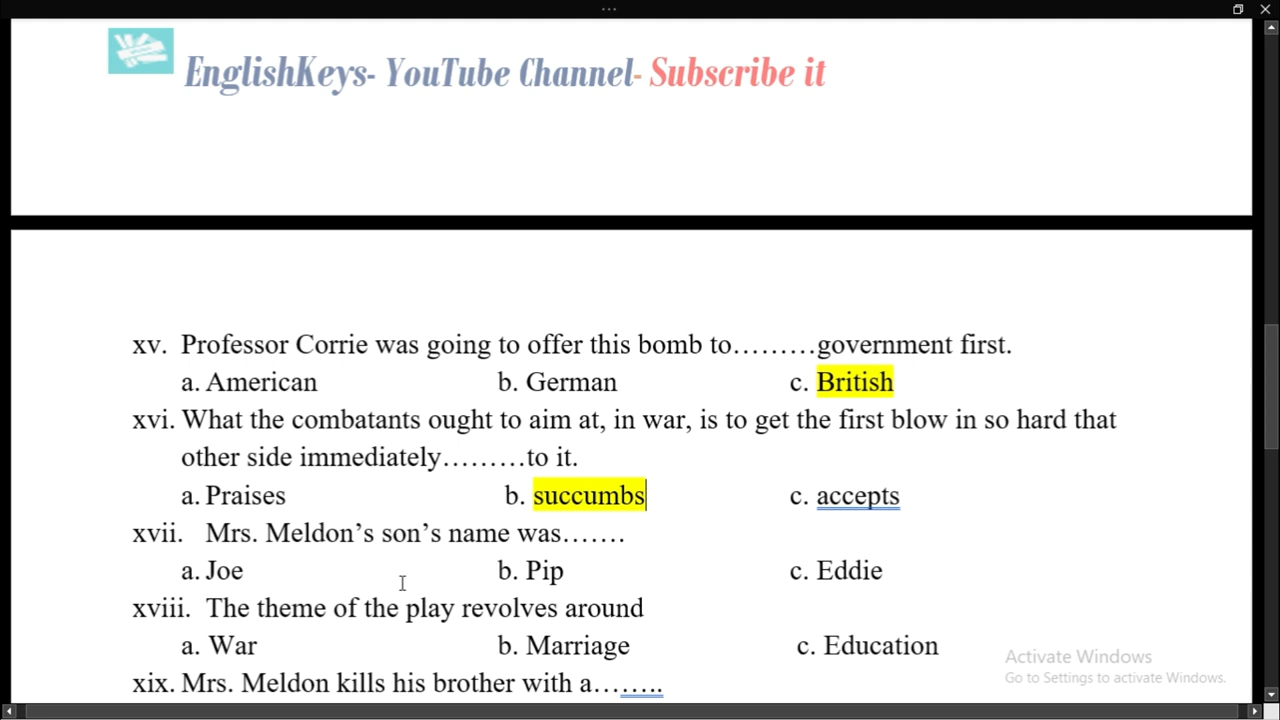 EnglishKeys- YouTube Channel- Subscribe it
xv. Professor Corrie was going to offer this bomb to………government first.
a. American b. German c. British
xvi. What the combatants ought to aim at, in war, is to get the first blow in so hard that
other side immediately………to it.
a. Praises b. succumbs c. accepts
xvii. Mrs. Meldon’s son’s name was…….
a. Joe b. Pip c. Eddie
xviii. The theme of the play revolves around
a. War b. Marriage c. Education
xix. Mrs. Meldon kills his brother with a……..
Activate Windows
Go to Settings to activate Windows.